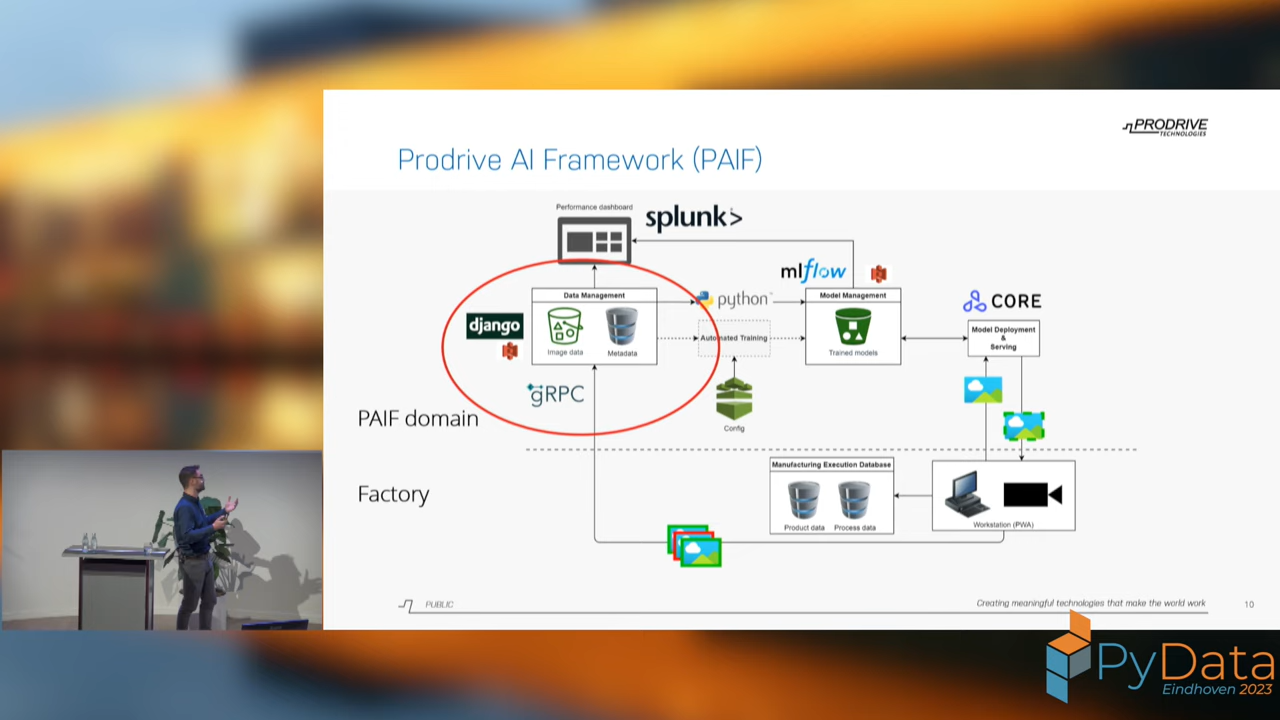 PRODRIVE
TECHNOLOGIES
Prodrive AI Framework (PAIF)
Performance dashboard
splunk>
mlflow
Data Management
python
Model Management
CORE
django
Image data
Metadata
Automated Training
Trained models
Model Deployment
&
Serving
gRPC
PAIF domain
Config
Manufacturing Execution Database
Factory
Product data
Process data
Workstation (PWA)
PUBLIC
Creating meaningful technologies that make the world work
10
PyData
Eindhoven 2023